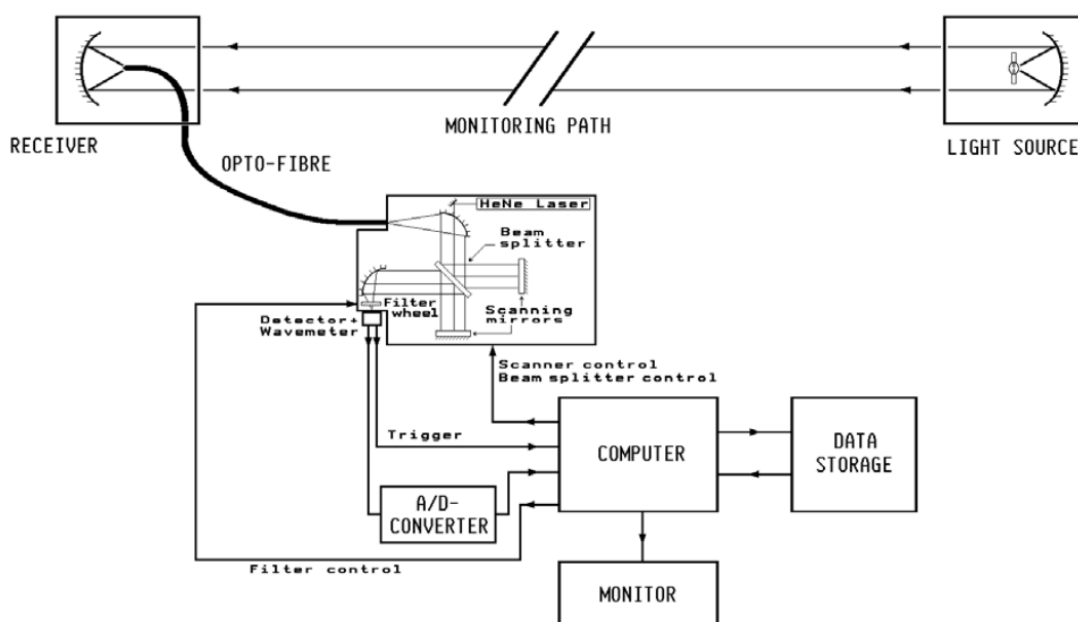 MONITORING PATH
RECEIVER
LIGHT SOURCE
OPTO-FIBRE
HeNe Laser
Beam
splitter
Filter
wheel
Scanning
mirrors
Detector+
Wavemeter
Scanner control
Beam splitter control
Trigger
COMPUTER
DATA
STORAGE
A/D-
CONVERTER
Filter control
MONITOR